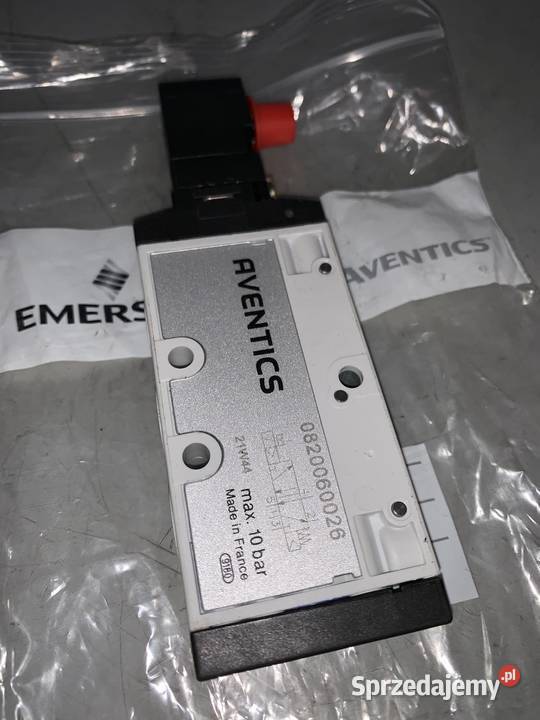 EMERS
AVENTICS
AVENTICS
0820060026
21W44
max. 10 bar
Made in France
Sprzedajemy.pl